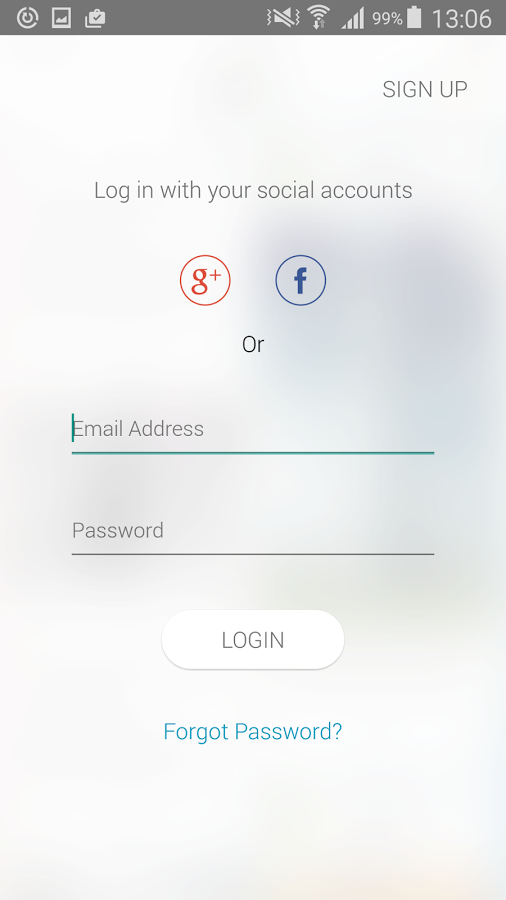 99% 13:06
SIGN UP
Log in with your social accounts
g+ f
Or
Email Address
Password
LOGIN
Forgot Password?